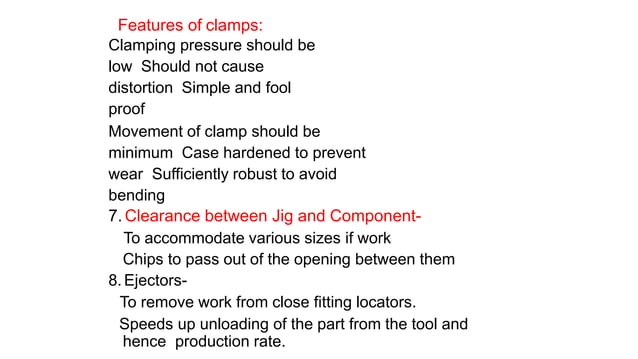 Features of clamps:
Clamping pressure should be
low  Should not cause
distortion  Simple and fool
proof
Movement of clamp should be
minimum  Case hardened to prevent
wear  Sufficiently robust to avoid
bending
7. Clearance between Jig and Component-
To accommodate various sizes if work
Chips to pass out of the opening between them
8. Ejectors-
To remove work from close fitting locators.
Speeds up unloading of the part from the tool and
hence  production rate.